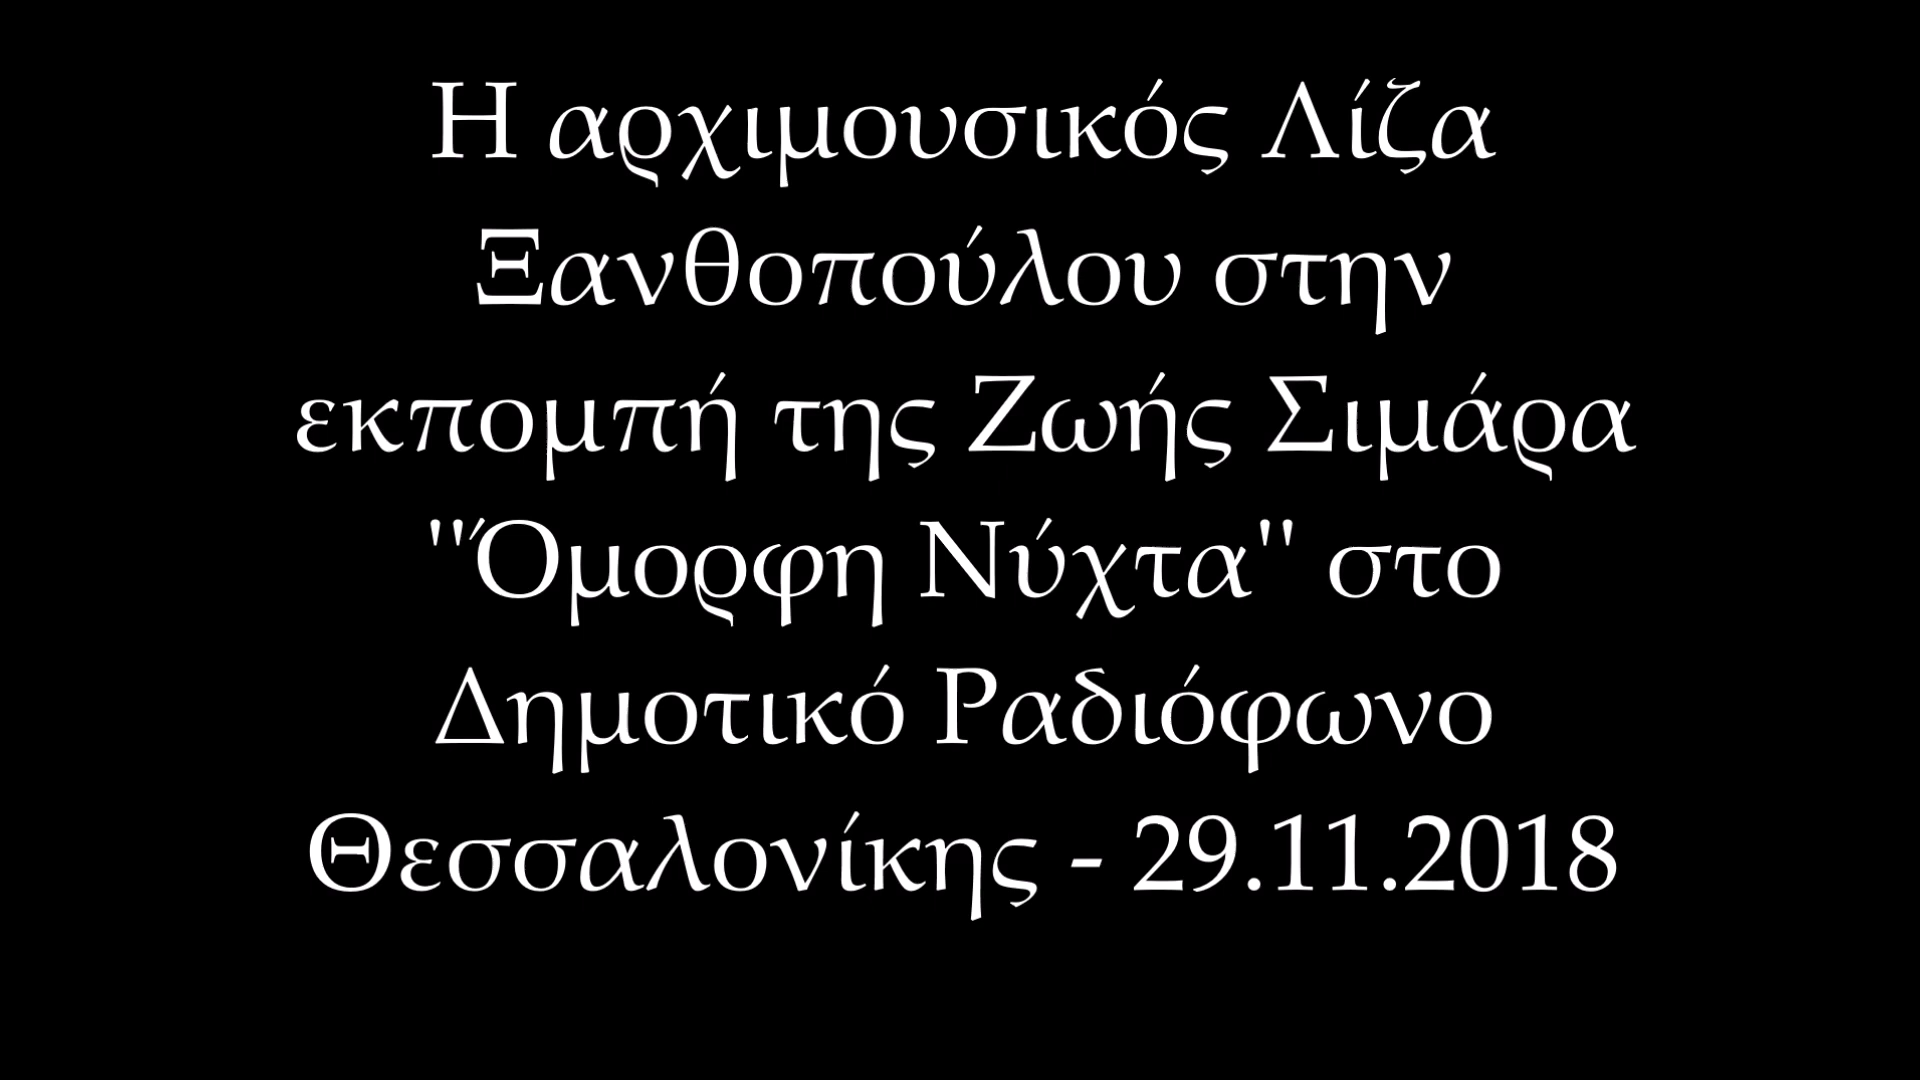 Η αρχιμουσικός Λίζα
Ξανθοπούλου στην
εκπομπή της Ζωής Σιμάρα
"Όμορφη Νύχτα" στο
Δημοτικό Ραδιόφωνο
Θεσσαλονίκης - 29.11.2018